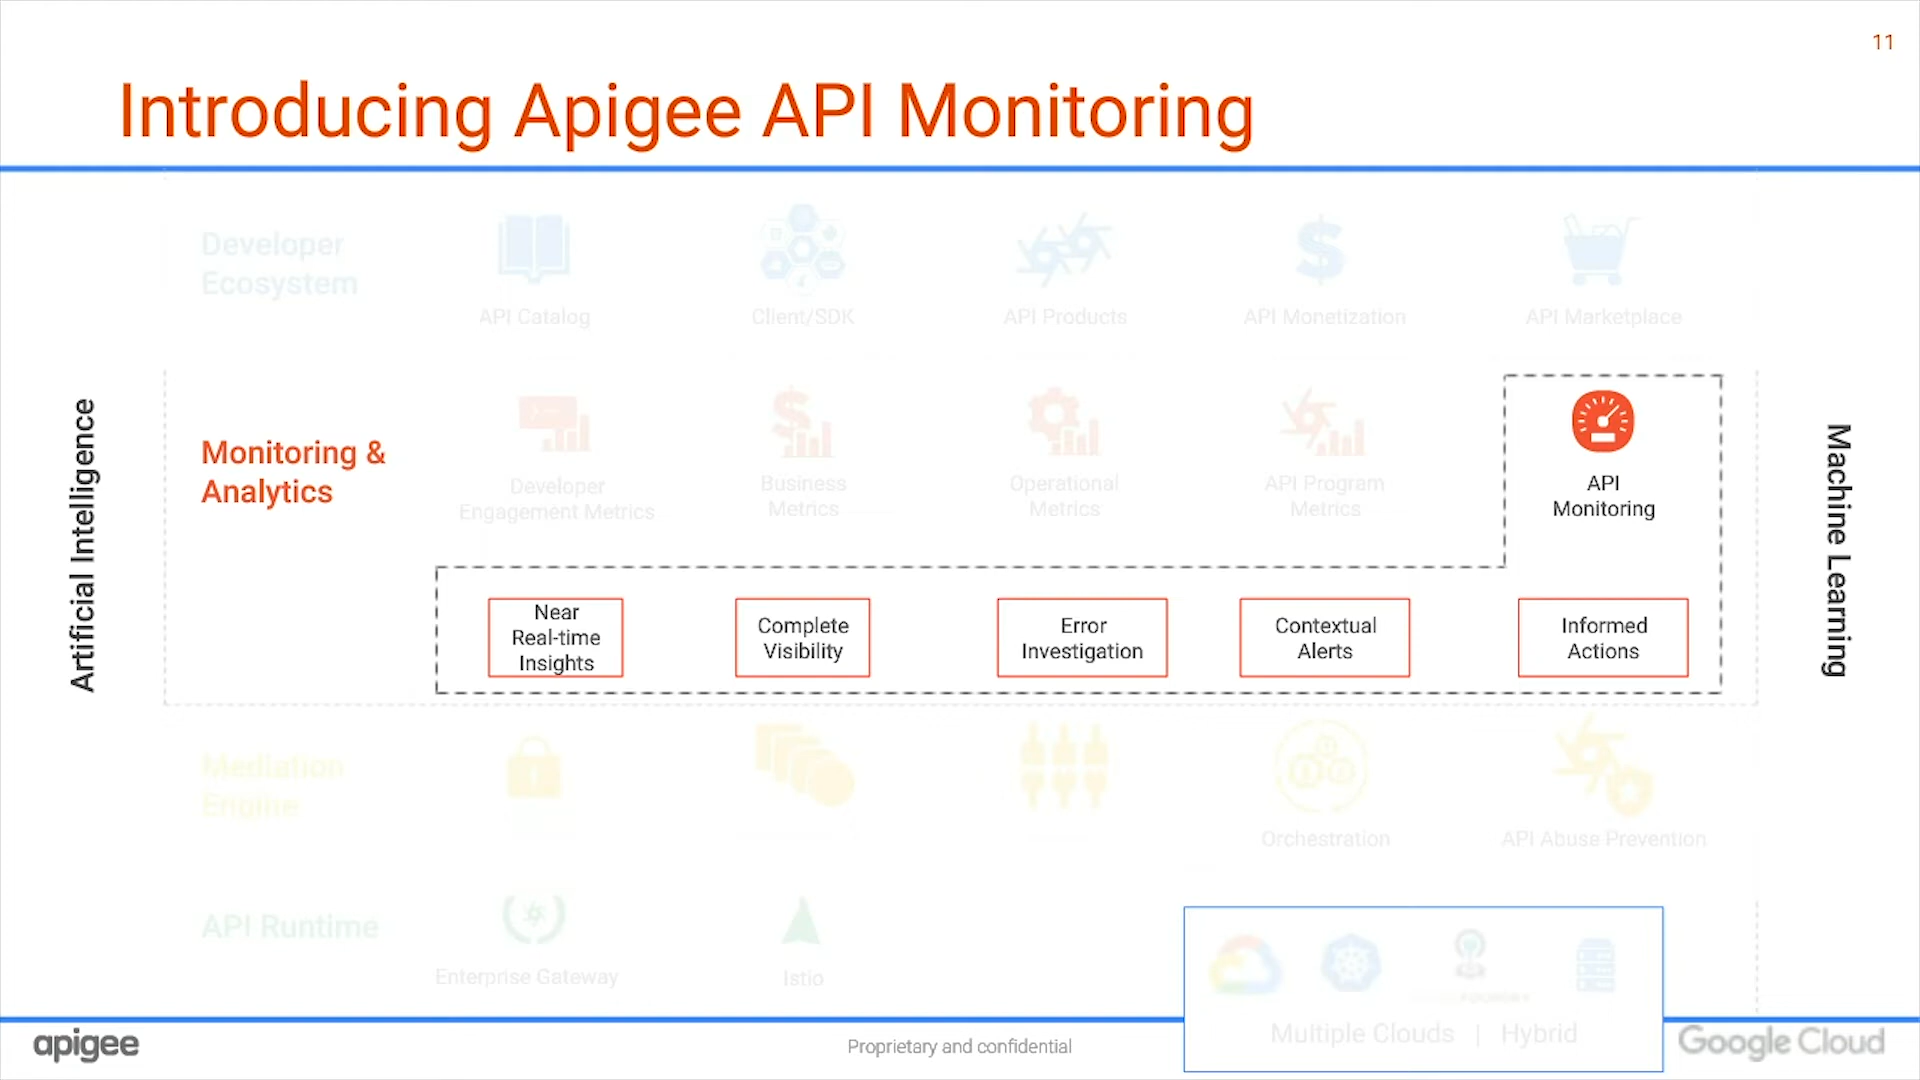 11
Introducing Apigee API Monitoring
Developer
Ecosystem
API Catalog
Client/SDK
API Products
API Monetization
API Marketplace
Artificial Intelligence
Monitoring &
Analytics
Developer
Engagement Metrics
Business
Metrics
Operational
Metrics
API Program
Metrics
API
Monitoring
Machine Learning
Near
Real-time
Insights
Complete
Visibility
Error
Investigation
Contextual
Alerts
Informed
Actions
Mediation
Engine
Orchestration
API Abuse Prevention
API Runtime
Enterprise Gateway
Istio
Multiple Clouds | Hybrid
apigee
Proprietary and confidential
Google Cloud